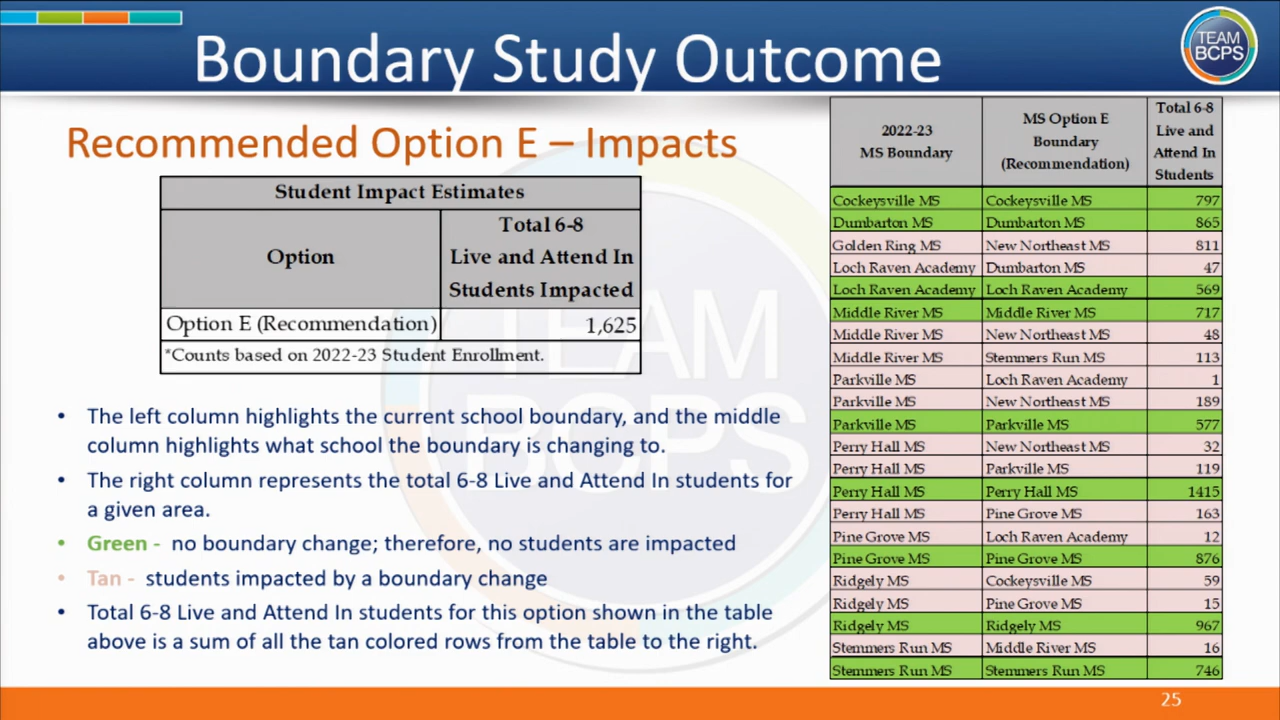 Boundary Study Outcome
TEAM
BCPS
Recommended Option E – Impacts
Student Impact Estimates
Option
Total 6-8
Live and Attend In
Students Impacted
Option E (Recommendation) 1,625
*Counts based on 2022-23 Student Enrollment.
• The left column highlights the current school boundary, and the middle
column highlights what school the boundary is changing to.
• The right column represents the total 6-8 Live and Attend In students for
a given area.
• Green - no boundary change; therefore, no students are impacted
• Tan - students impacted by a boundary change
• Total 6-8 Live and Attend In students for this option shown in the table
above is a sum of all the tan colored rows from the table to the right.
TEAM
BCPS
2022-23
MS Boundary
MS Option E
Boundary
(Recommendation)
Total 6-8
Live and
Attend In
Students
Cockeysville MS Cockeysville MS 797
Dumbarton MS Dumbarton MS 865
Golden Ring MS New Northeast MS 811
Loch Raven Academy Dumbarton MS 47
Loch Raven Academy Loch Raven Academy 569
Middle River MS Middle River MS 717
Middle River MS New Northeast MS 48
Middle River MS Stemmers Run MS 113
Parkville MS Loch Raven Academy 1
Parkville MS New Northeast MS 189
Parkville MS Parkville MS 577
Perry Hall MS New Northeast MS 32
Perry Hall MS Parkville MS 119
Perry Hall MS Perry Hall MS 1415
Perry Hall MS Pine Grove MS 163
Pine Grove MS Loch Raven Academy 12
Pine Grove MS Pine Grove MS 876
Ridgely MS Cockeysville MS 59
Ridgely MS Pine Grove MS 15
Ridgely MS Ridgely MS 967
Stemmers Run MS Middle River MS 16
Stemmers Run MS Stemmers Run MS 746
25